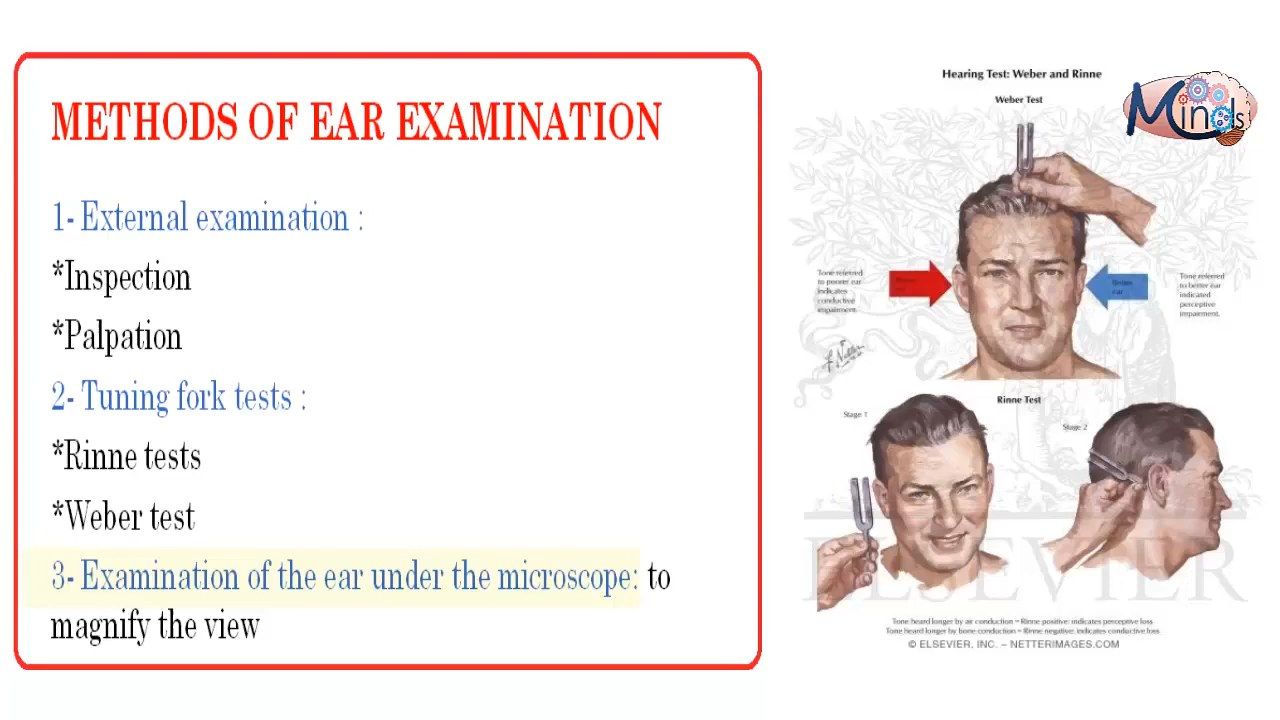 METHODS OF EAR EXAMINATION
1- External examination :
*Inspection
*Palpation
2- Tuning fork tests :
*Rinne tests
*Weber test
3- Examination of the ear under the microscope: to
magnify the view
Hearing Test: Weber and Rinne
Weber Test
Minds
Tone referred
to poorer ear
indicates
conductive
impairment.
Tone referred
to better ear
indicated
perceptive
impairment.
Rinne Test
Stage 1
Stage 2
ELSEVIER
Tone heard longer by air conduction = Rinne positive: indicates perceptive loss
Tone heard longer by bone conduction = Rinne negative: indicates conductive loss
© ELSEVIER, INC. – NETTERIMAGES.COM